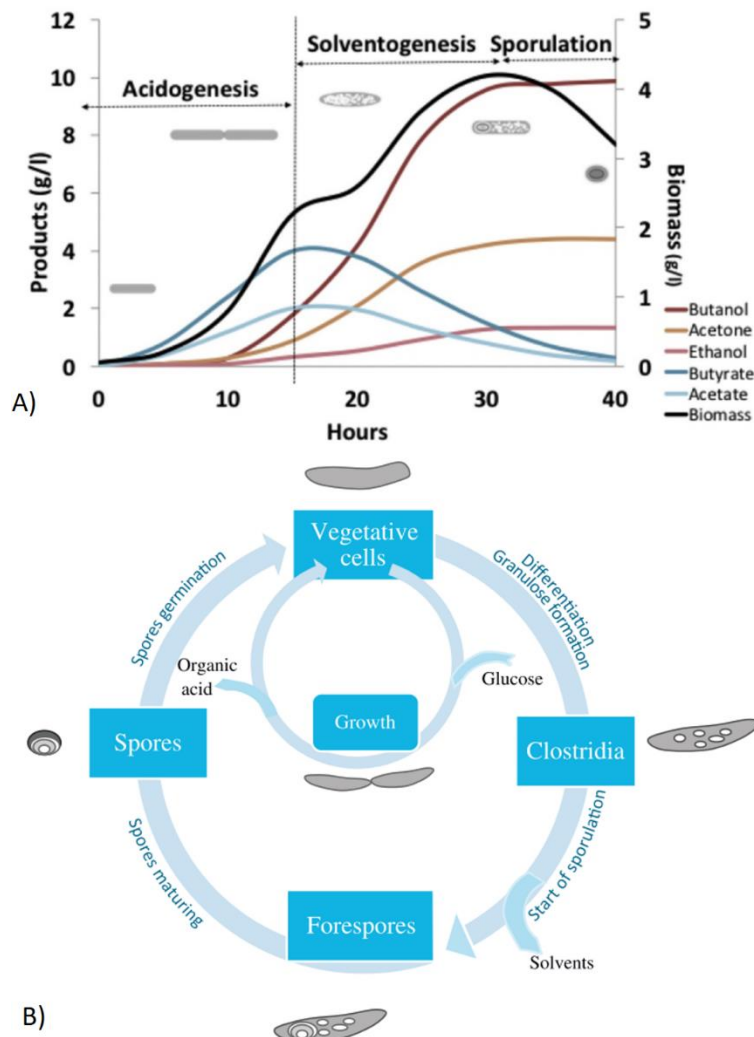 12
10
8
6
4
2
0
Products (g/l)
Acidogenesis
Solventogenesis
Sporulation
5
4
3
2
1
0
Biomass (g/l)
0
10
20
30
40
Hours
Butanol
Acetone
Ethanol
Butyrate
Acetate
Biomass
A)
Vegetative
cells
Spores germination
Differentiation
Granulose formation
Organic
acid
Glucose
Growth
Spores
Clostridia
Spores maturing
Start of sporulation
Forespores
Solvents
B)